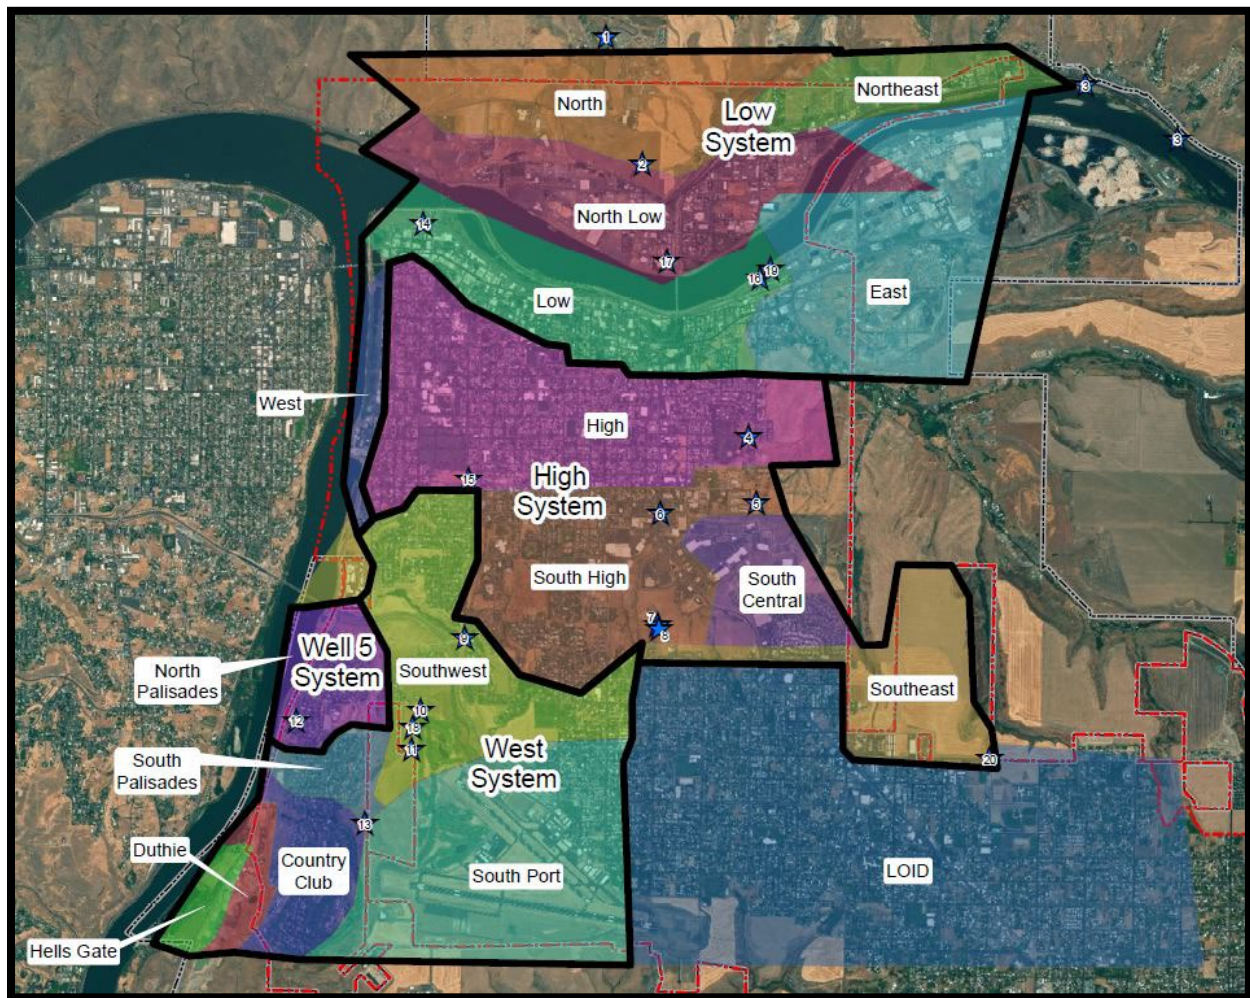 1
3
Northeast
North
Low
System
3
2
North Low
14
17
19
16
East
Low
West
High
4
15
High
System
5
6
South High
South
Central
7
8
9
Well 5
System
North
Palisades
Southwest
Southeast
10
12
18
11
South
Palisades
West
System
20
13
Duthie
Country
Club
South Port
LOID
Hells Gate